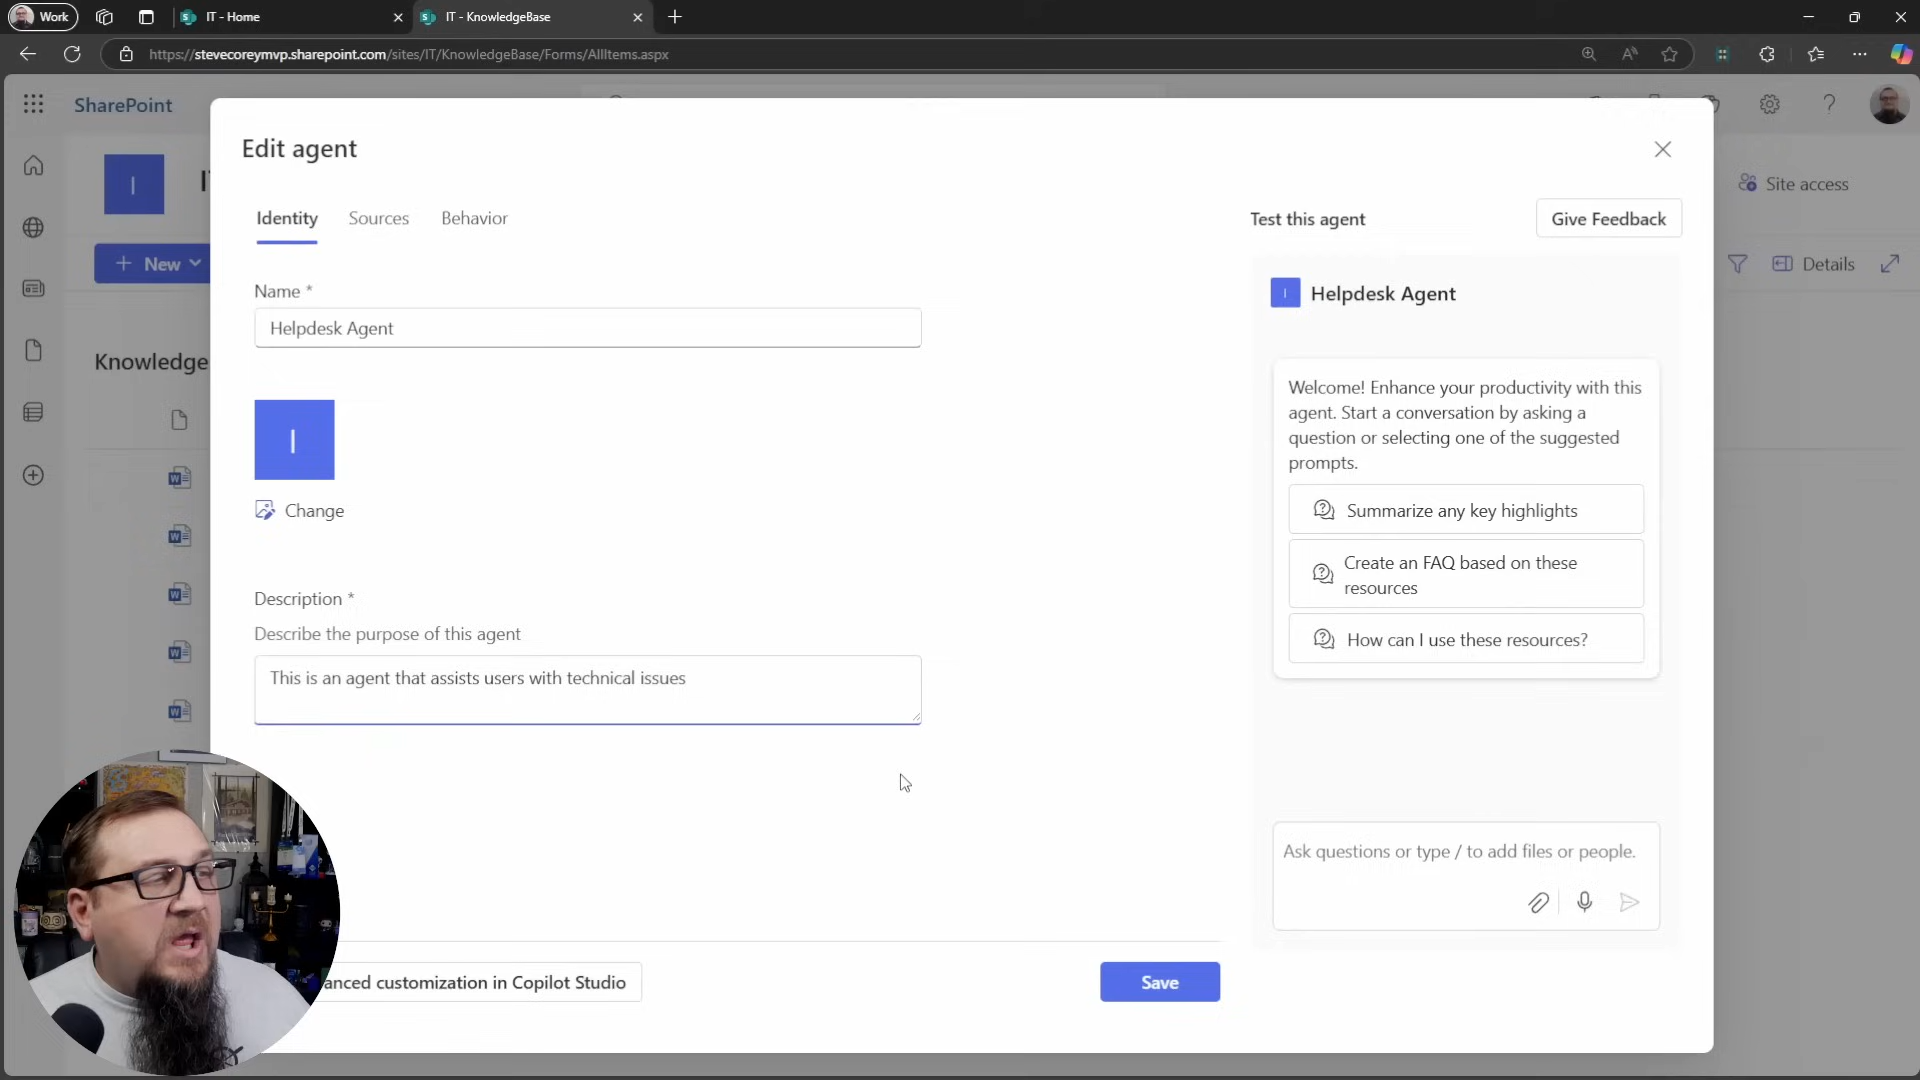 Work
IT - Home
IT - KnowledgeBase
https://stevecoreymvp.sharepoint.com/sites/IT/KnowledgeBase/Forms/AllItems.aspx
SharePoint
I
Site access
New
Details
Knowledge
Edit agent
Identity
Sources
Behavior
Name *
Helpdesk Agent
I
Change
Description *
Describe the purpose of this agent
This is an agent that assists users with technical issues
anced customization in Copilot Studio
Save
Test this agent
Give Feedback
I
Helpdesk Agent
Welcome! Enhance your productivity with this
agent. Start a conversation by asking a
question or selecting one of the suggested
prompts.
Summarize any key highlights
Create an FAQ based on these
resources
How can I use these resources?
Ask questions or type / to add files or people.